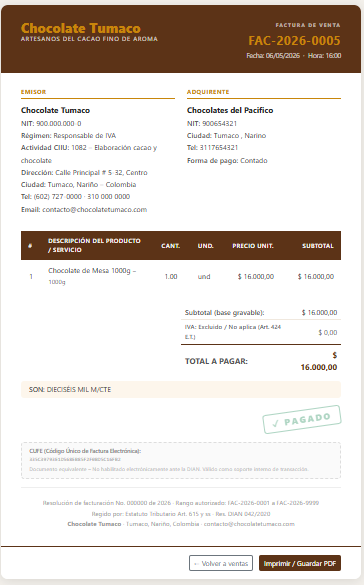 Chocolate Tumaco
ARTESANOS DEL CACAO FINO DE AROMA
FACTURA DE VENTA
FAC-2026-0005
Fecha: 06/05/2026 · Hora: 16:00
EMISOR
Chocolate Tumaco
NIT: 900.000.000-0
Régimen: Responsable de IVA
Actividad CIIU: 1082 – Elaboración cacao y
chocolate
Dirección: Calle Principal # 5-32, Centro
Ciudad: Tumaco, Nariño – Colombia
Tel: (602) 727-0000 · 310 000 0000
Email: contacto@chocolatetumaco.com
ADQUIRENTE
Chocolates del Pacifico
NIT: 900654321
Ciudad: Tumaco , Narino
Tel: 3117654321
Forma de pago: Contado
# DESCRIPCIÓN DEL PRODUCTO / SERVICIO CANT. UND. PRECIO UNIT. SUBTOTAL
1 Chocolate de Mesa 1000g – 1.00 und $ 16.000,00 $ 16.000,00
1000g
Subtotal (base gravable): $ 16.000,00
IVA: Excluido / No aplica (Art. 424 $ 0,00
E.T.)
TOTAL A PAGAR: $ 16.000,00
SON: DIECISÉIS MIL M/CTE
✓ PAGADO
CUFE (Código Único de Factura Electrónica):
Documento equivalente – No habilitado electrónicamente ante la DIAN. Válido como soporte interno de transacción.
Resolución de facturación No. 000000 de 2026 · Rango autorizado: FAC-2026-0001 a FAC-2026-9999
Regido por: Estatuto Tributario Art. 615 y ss · Res. DIAN 042/2020
Chocolate Tumaco · Tumaco, Nariño, Colombia · contacto@chocolatetumaco.com
← Volver a ventas
Imprimir / Guardar PDF